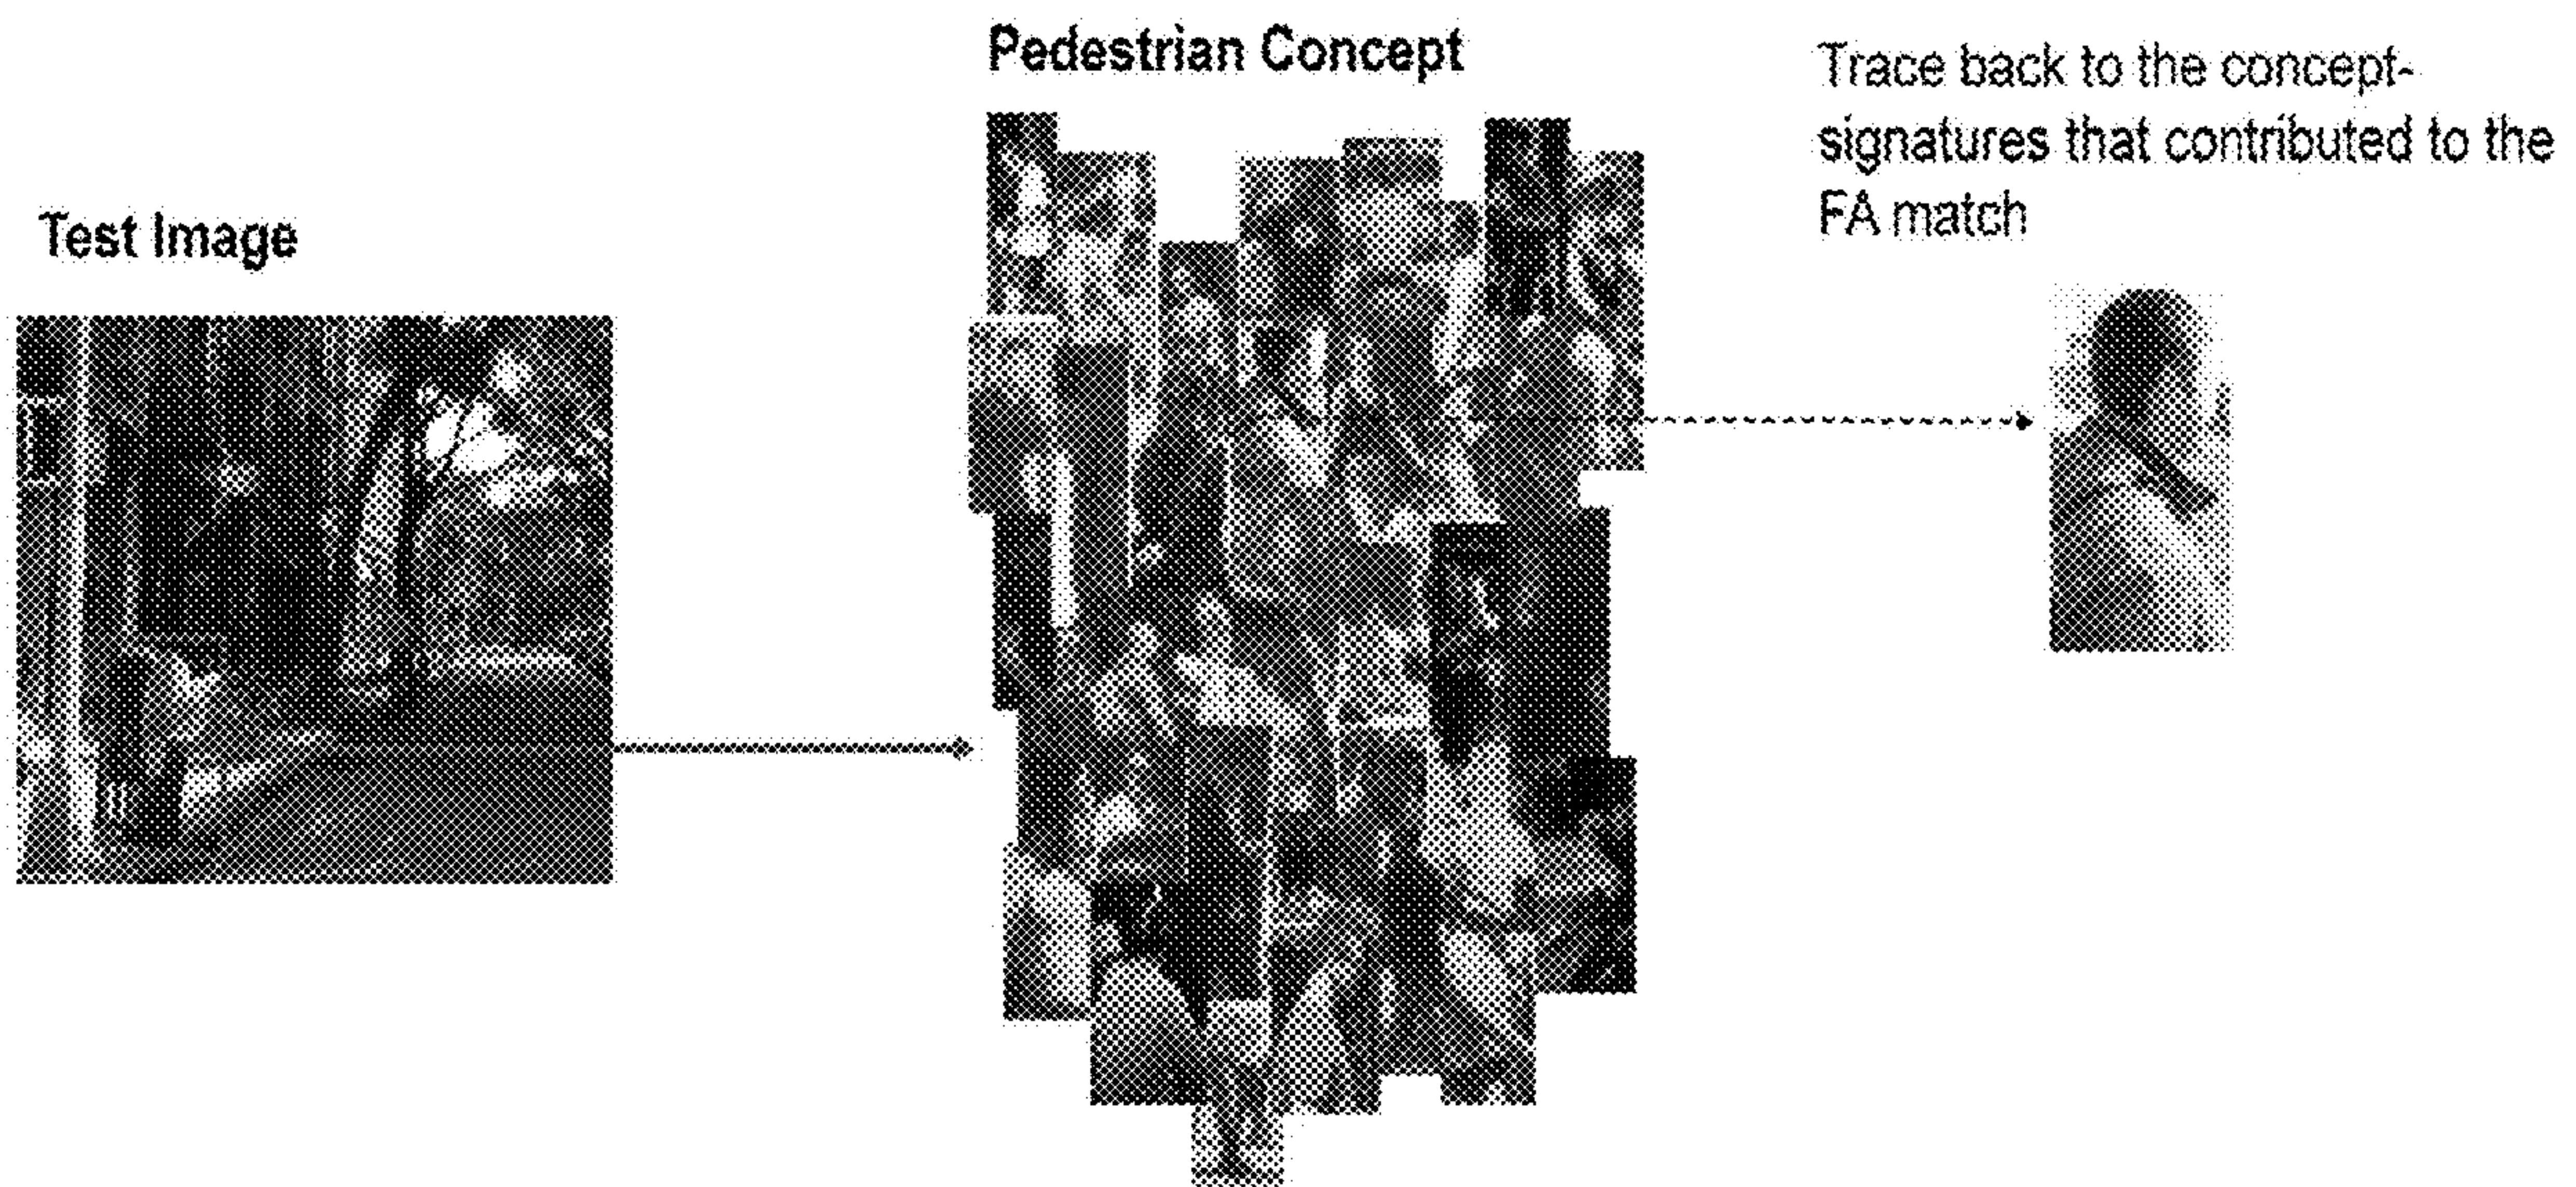 Pedestrian Concept
Trace back to the concept-
signatures that contributed to the
FA match
Test Image